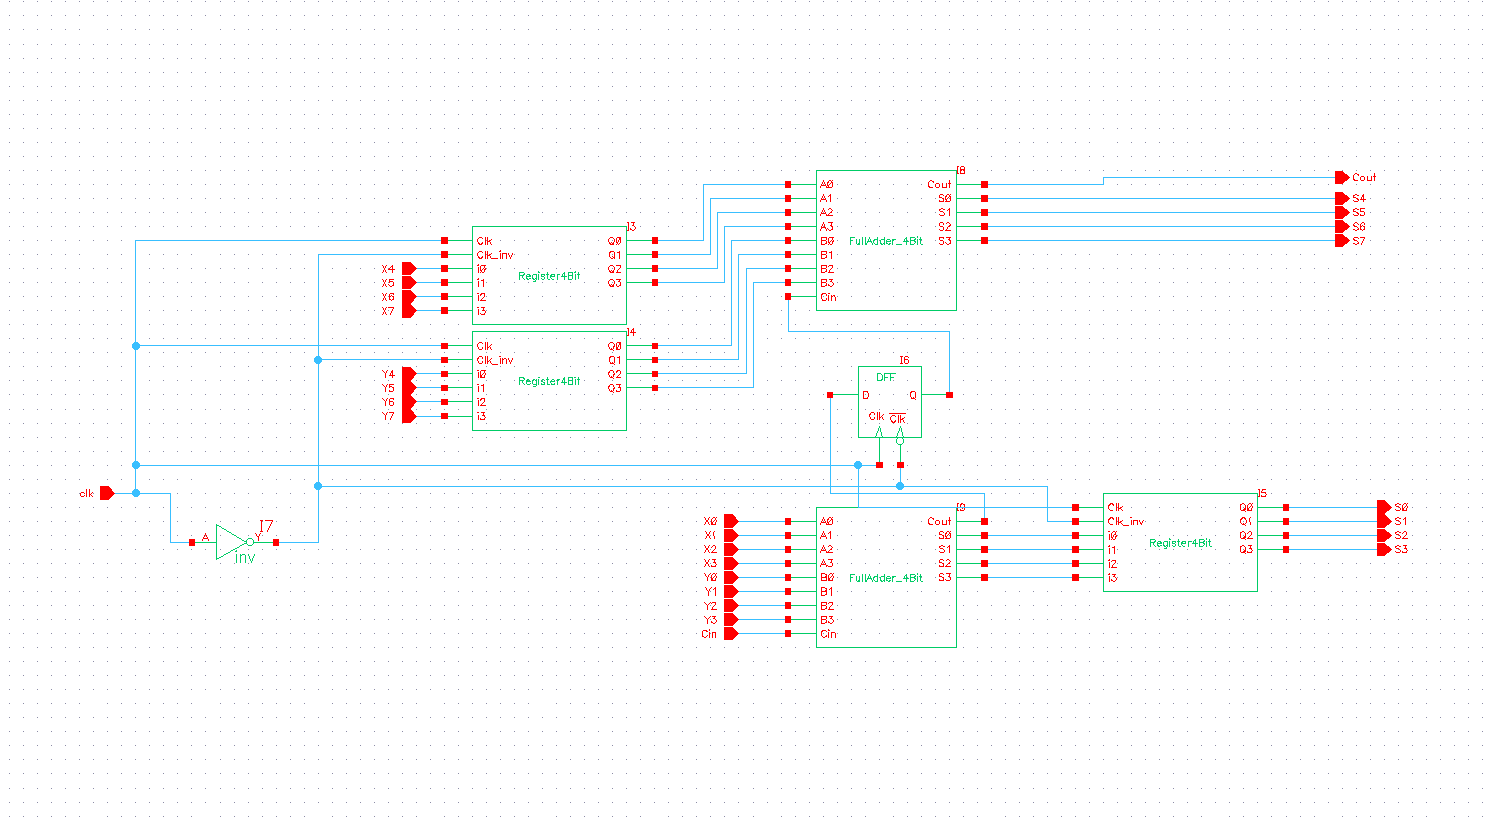 I8
A0 Cout Cout
A1 S0 S4
A2 S1 S5
A3 S2 S6
B0 FullAdder_4Bit S3 S7
B1
B2
B3
Cin
I3
Clk Q0
Clk_inv Q1
X4 i0 Register4Bit Q2
X5 i1 Q3
X6 i2
X7 i3
I4
Clk Q0
Clk_inv Q1
Y4 i0 Q2
Y5 i1 Register4Bit Q3
Y6 i2
Y7 i3
I6
DFF
D Q
Clk Clk
clk
I7
A Y
inv
I9
X0 A0 Cout
X1 A1 S0
X2 A2 S1
X3 A3 S2
Y0 B0 FullAdder_4Bit S3
Y1 B1
Y2 B2
Y3 B3
Cin Cin
I5
Clk Q0 S0
Clk_inv Q1 S1
i0 Q2 S2
i1 Register4Bit Q3 S3
i2
i3